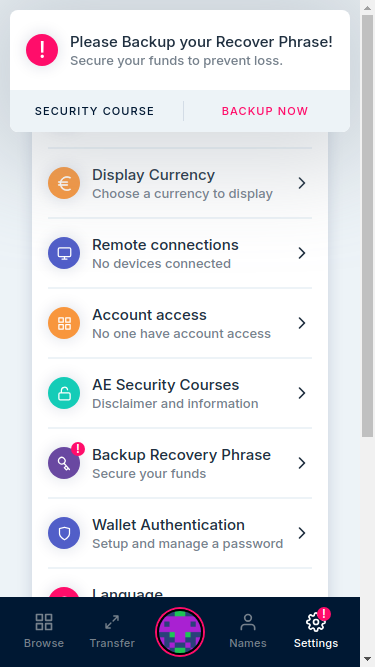 Please Backup your Recover Phrase!
Secure your funds to prevent loss.
SECURITY COURSE
BACKUP NOW
Display Currency
Choose a currency to display
Remote connections
No devices connected
Account access
No one have account access
AE Security Courses
Disclaimer and information
Backup Recovery Phrase
Secure your funds
Wallet Authentication
Setup and manage a password
Language
Browse
Transfer
Names
Settings